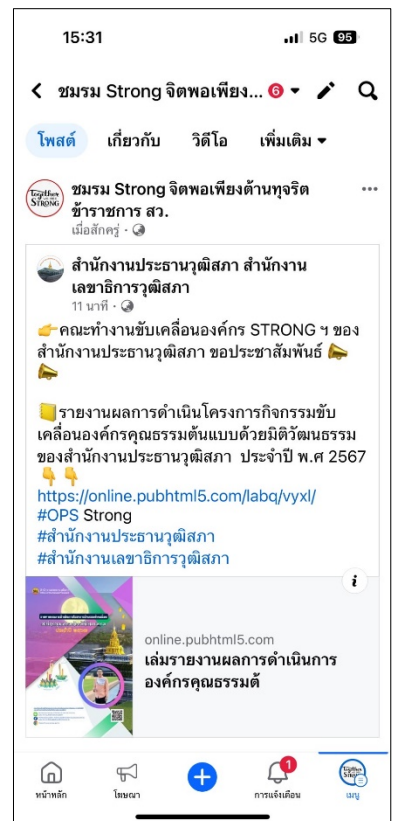 15:31
5G 95
ชมรม Strong จิตพอเพียง... 6
โพสต์ เกี่ยวกับ วิดีโอ เพิ่มเติม
Together
STRONG
ชมรม Strong จิตพอเพียงต้านทุจริต
ข้าราชการ สว.
เมื่อสักครู่ ·
สำนักงานประธานวุฒิสภา สำนักงาน
เลขาธิการวุฒิสภา
11 นาที ·
👉คณะทำงานขับเคลื่อนองค์กร STRONG ฯ ของ
สำนักงานประธานวุฒิสภา ขอประชาสัมพันธ์ 📣
📣
📒รายงานผลการดำเนินโครงการกิจกรรมขับ
เคลื่อนองค์กรคุณธรรมต้นแบบด้วยมิติวัฒนธรรม
ของสำนักงานประธานวุฒิสภา ประจำปี พ.ศ 2567
👇👇
https://online.pubhtml5.com/labq/vyxl/
#OPS Strong
#สำนักงานประธานวุฒิสภา
#สำนักงานเลขาธิการวุฒิสภา
online.pubhtml5.com
เล่มรายงานผลการดำเนินการ
องค์กรคุณธรรมต้
1
หน้าหลัก โฆษณา การแจ้งเตือน เมนู